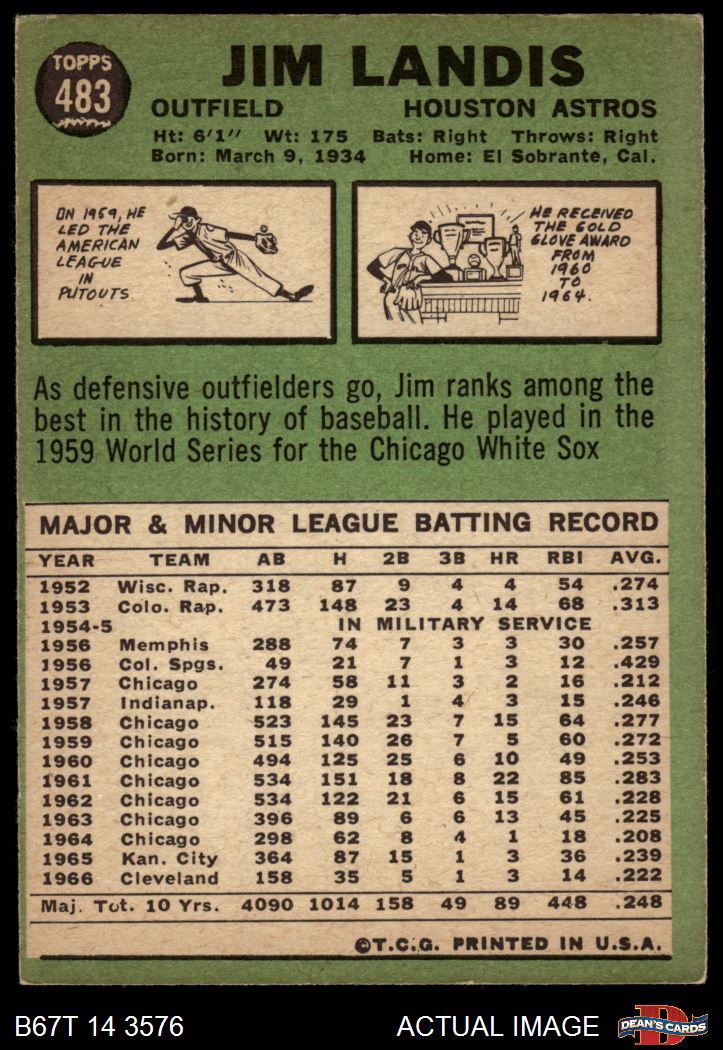 TOPPS
483
JIM LANDIS
OUTFIELD HOUSTON ASTROS
Ht: 6'1" Wt: 175 Bats: Right Throws: Right
Born: March 9, 1934 Home: El Sobrante, Cal.
ON 1959, HE
LED THE
AMERICAN
LEAGUE
IN
PUTOUTS
HE RECEIVED
THE GOLD
GLOVE AWARD
FROM
1960
TO
1964.
As defensive outfielders go, Jim ranks among the
best in the history of baseball. He played in the
1959 World Series for the Chicago White Sox
MAJOR & MINOR LEAGUE BATTING RECORD
YEAR TEAM AB H 2B 3B HR RBI AVG.
1952 Wisc. Rap. 318 87 9 4 4 54 .274
1953 Colo. Rap. 473 148 23 4 14 68 .313
1954-5 IN MILITARY SERVICE
1956 Memphis 288 74 7 3 3 30 .257
1956 Col. Spgs. 49 21 7 1 3 12 .429
1957 Chicago 274 58 11 3 2 16 .212
1957 Indianap. 118 29 1 4 3 15 .246
1958 Chicago 523 145 23 7 15 64 .277
1959 Chicago 515 140 26 7 5 60 .272
1960 Chicago 494 125 25 6 10 49 .253
1961 Chicago 534 151 18 8 22 85 .283
1962 Chicago 534 122 21 6 15 61 .228
1963 Chicago 396 89 6 6 13 45 .225
1964 Chicago 298 62 8 4 1 18 .208
1965 Kan. City 364 87 15 1 3 36 .239
1966 Cleveland 158 35 5 1 3 14 .222
Maj. Tot. 10 Yrs. 4090 1014 158 49 89 448 .248
©T.C.G. PRINTED IN U.S.A.
B67T 14 3576 ACTUAL IMAGE D DEAN'S CARDS